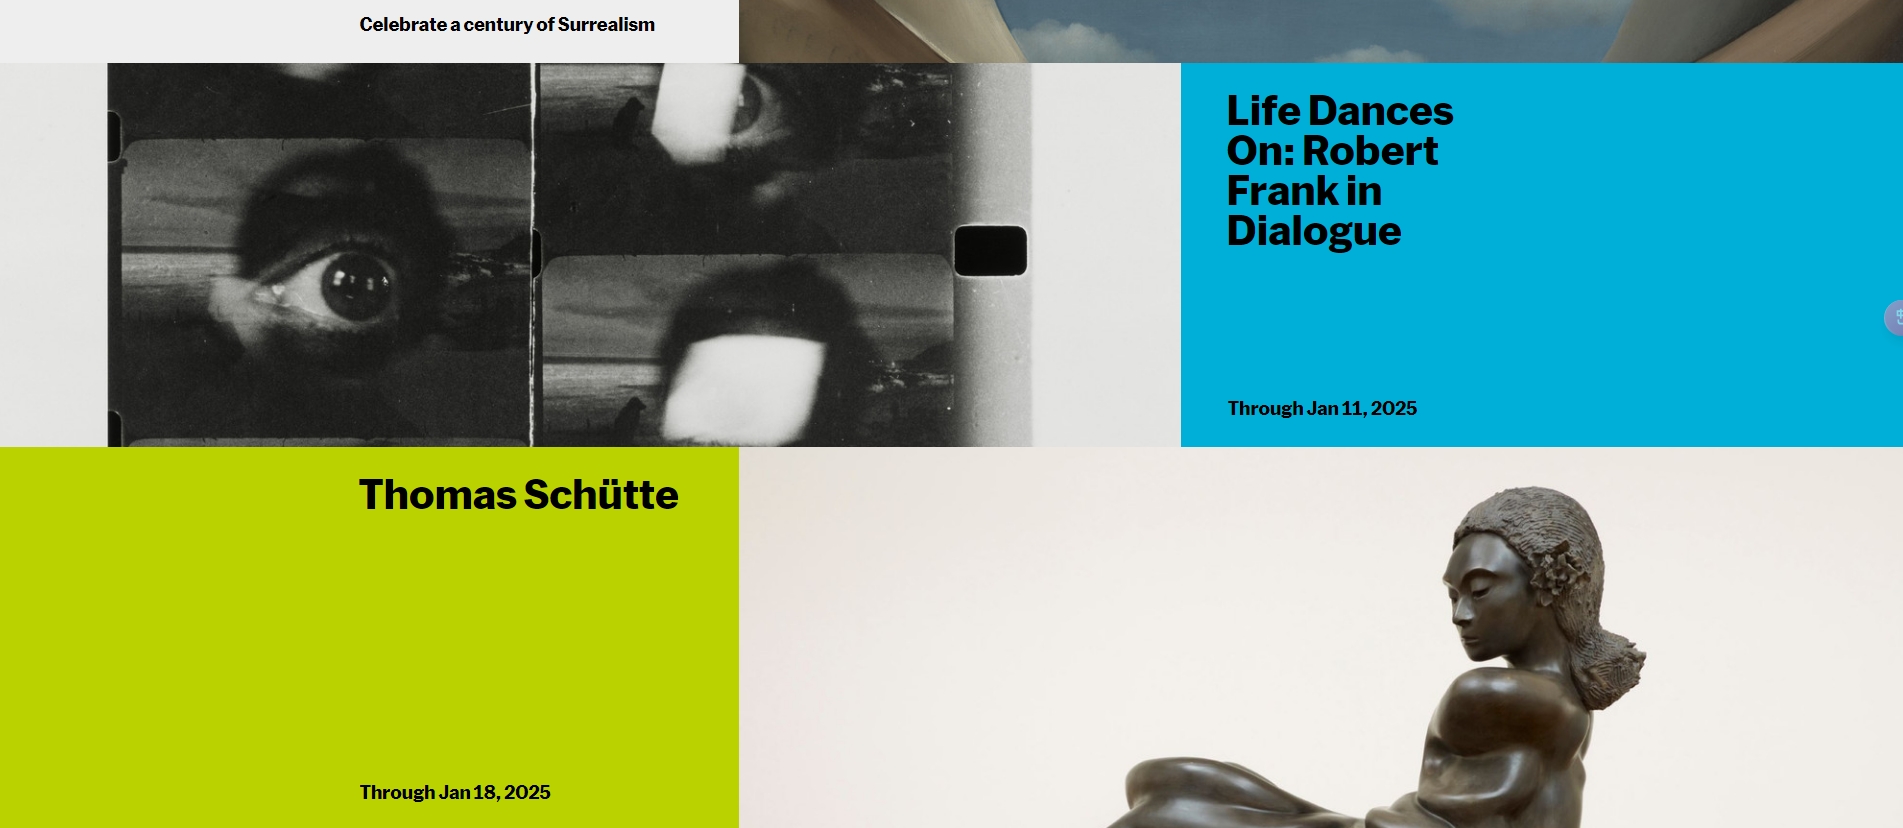 Celebrate a century of Surrealism
Life Dances
On: Robert
Frank in
Dialogue
Through Jan 11, 2025
Thomas Schütte
Through Jan 18, 2025